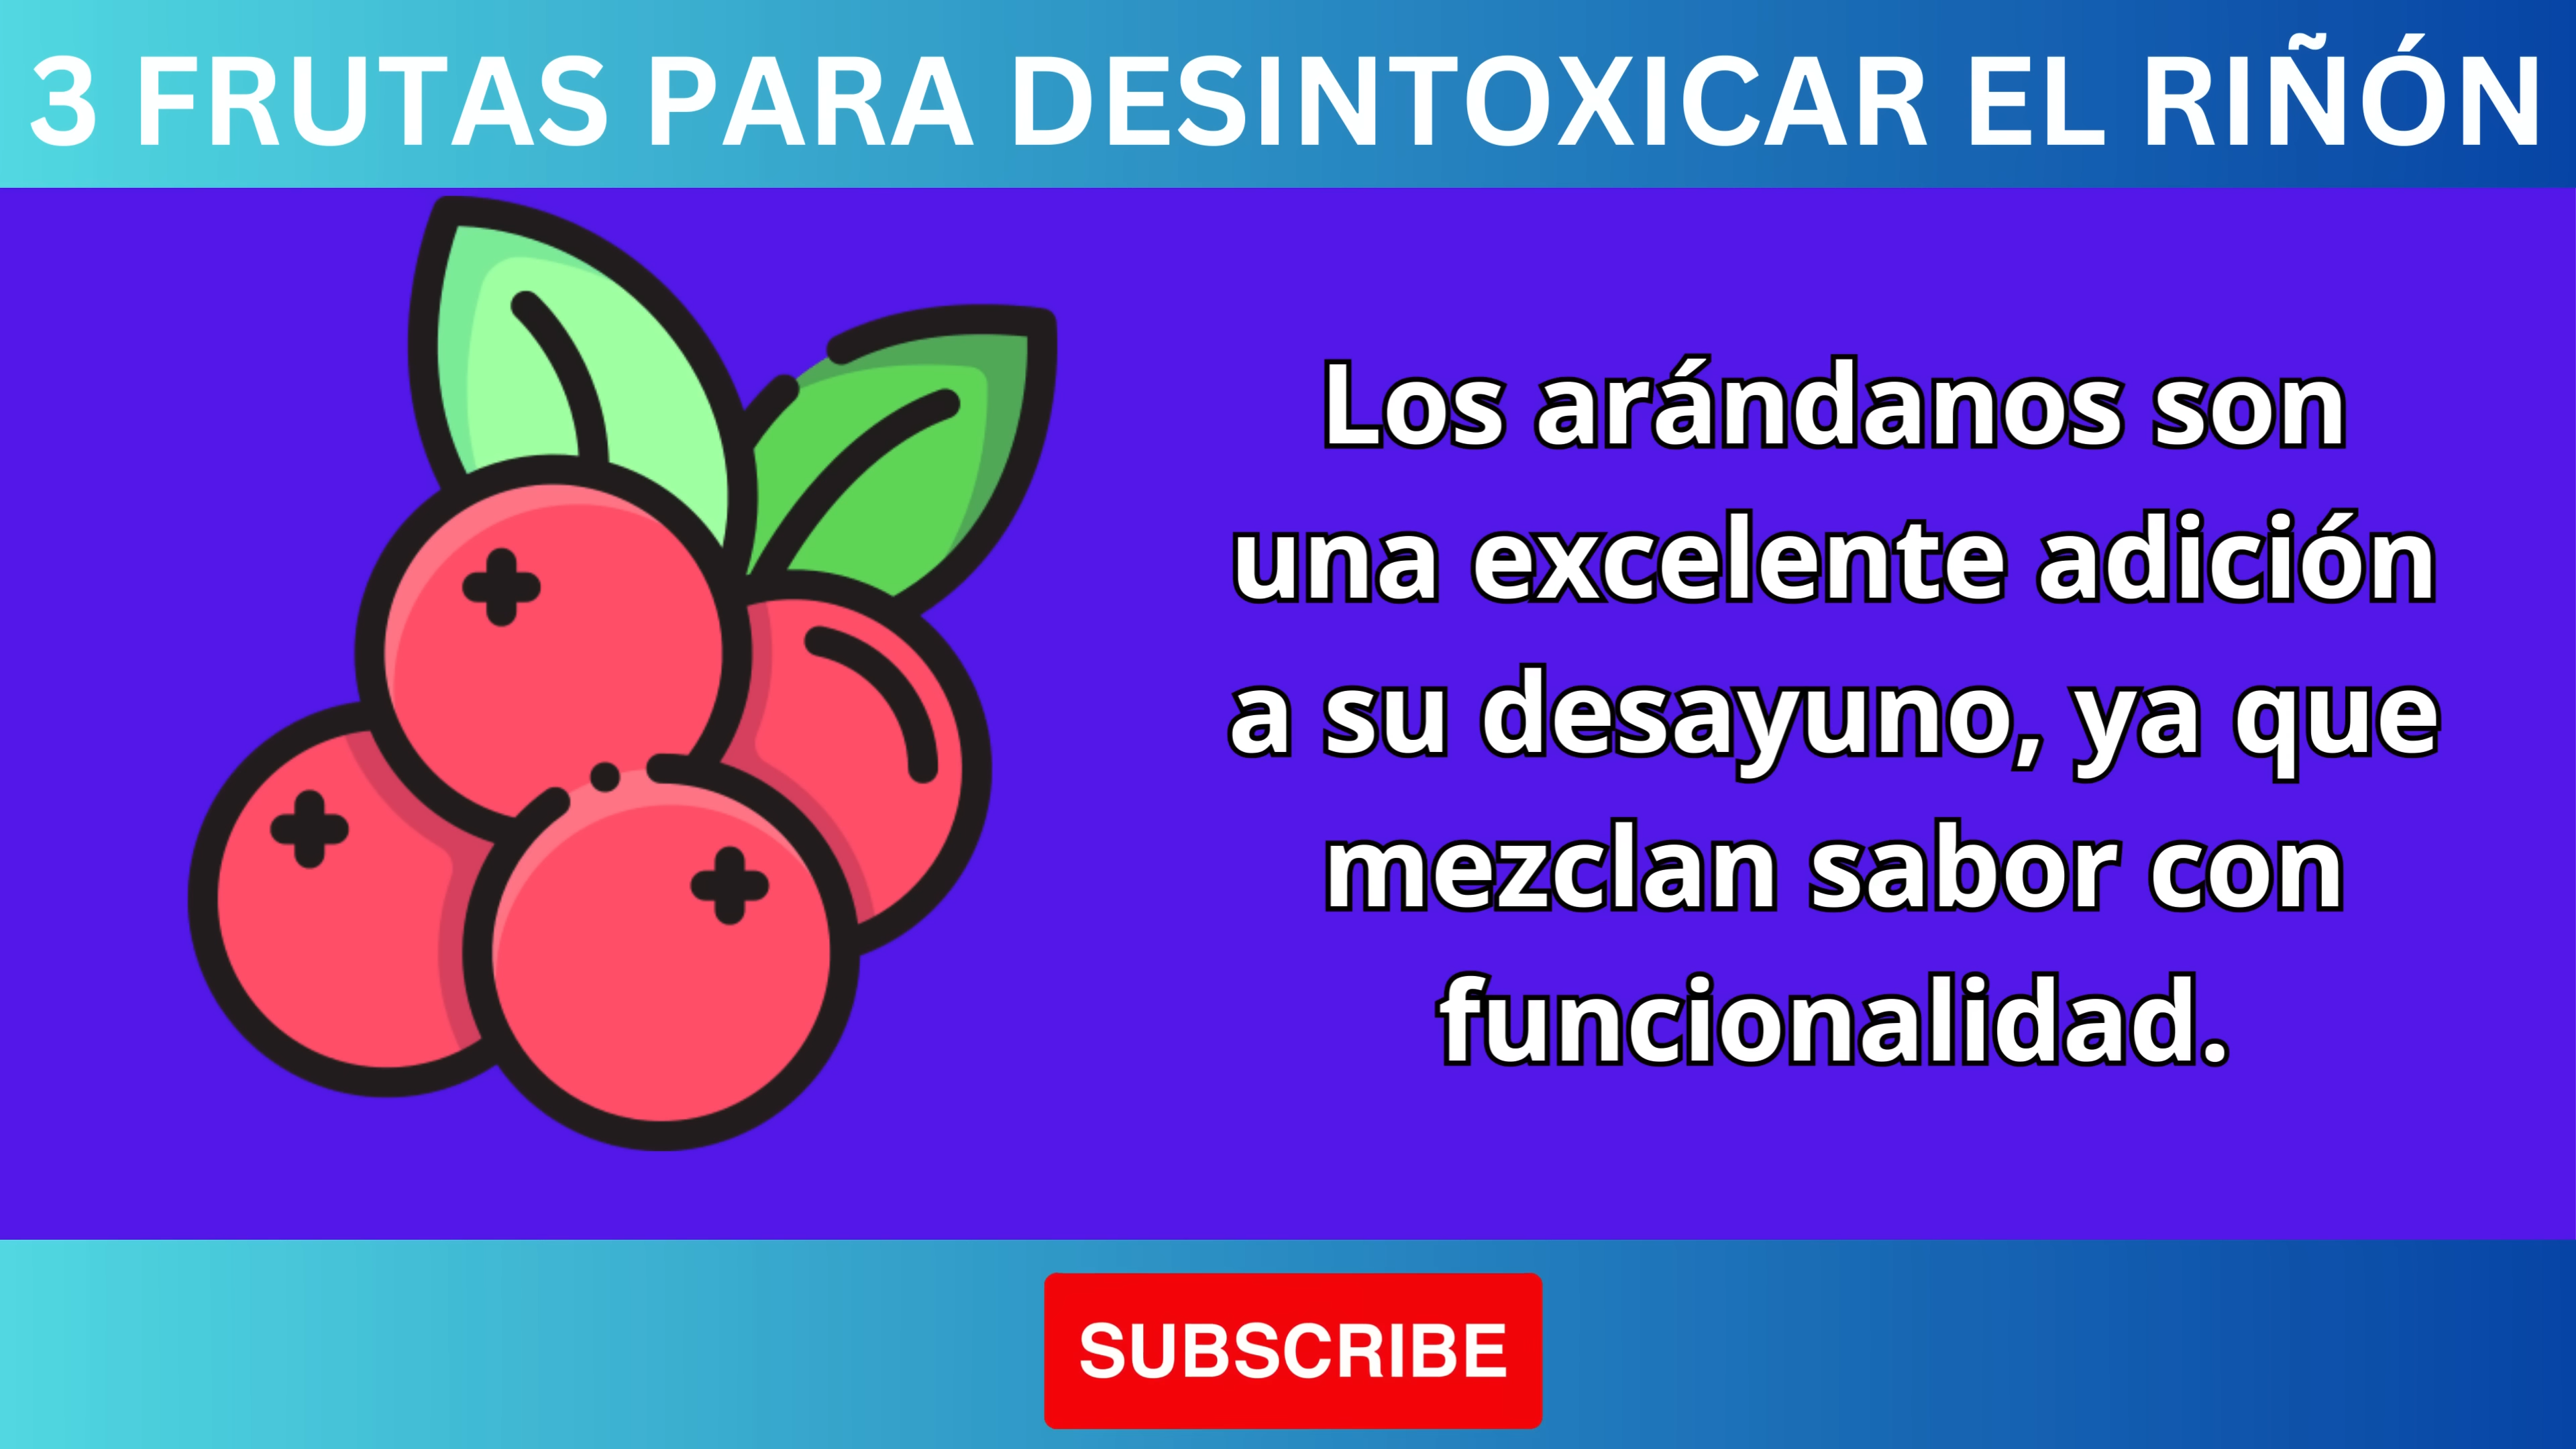 3 FRUTAS PARA DESINTOXICAR EL RIÑÓN
Los arándanos son
una excelente adición
a su desayuno, ya que
mezclan sabor con
funcionalidad.
SUBSCRIBE